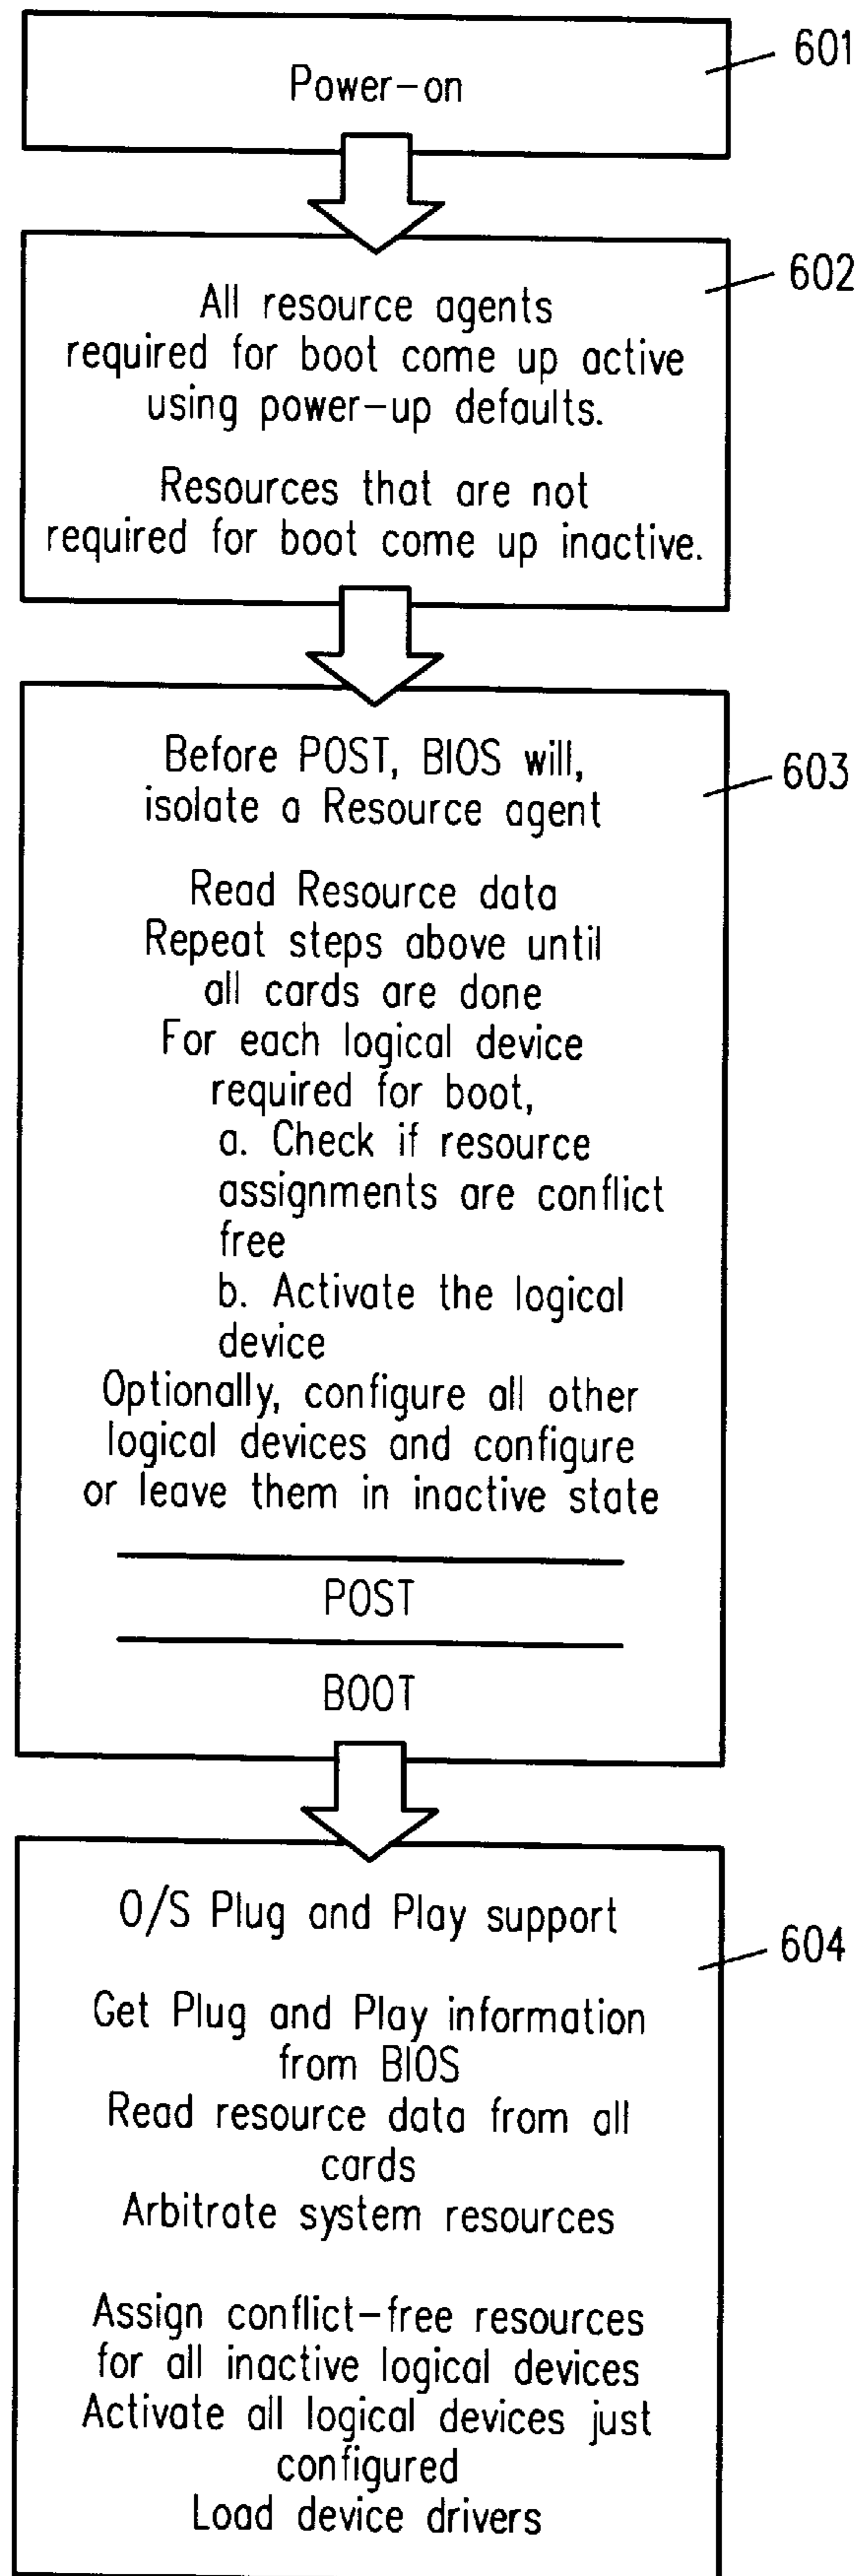 Power-on
601
602
All resource agents
required for boot come up active
using power-up defaults.
Resources that are not
required for boot come up inactive.
603
Before POST, BIOS will,
isolate a Resource agent
Read Resource data
Repeat steps above until
all cards are done
For each logical device
required for boot,
a. Check if resource
assignments are conflict
free
b. Activate the logical
device
Optionally, configure all other
logical devices and configure
or leave them in inactive state
POST
BOOT
604
O/S Plug and Play support
Get Plug and Play information
from BIOS
Read resource data from all
cards
Arbitrate system resources
Assign conflict-free resources
for all inactive logical devices
Activate all logical devices just
configured
Load device drivers